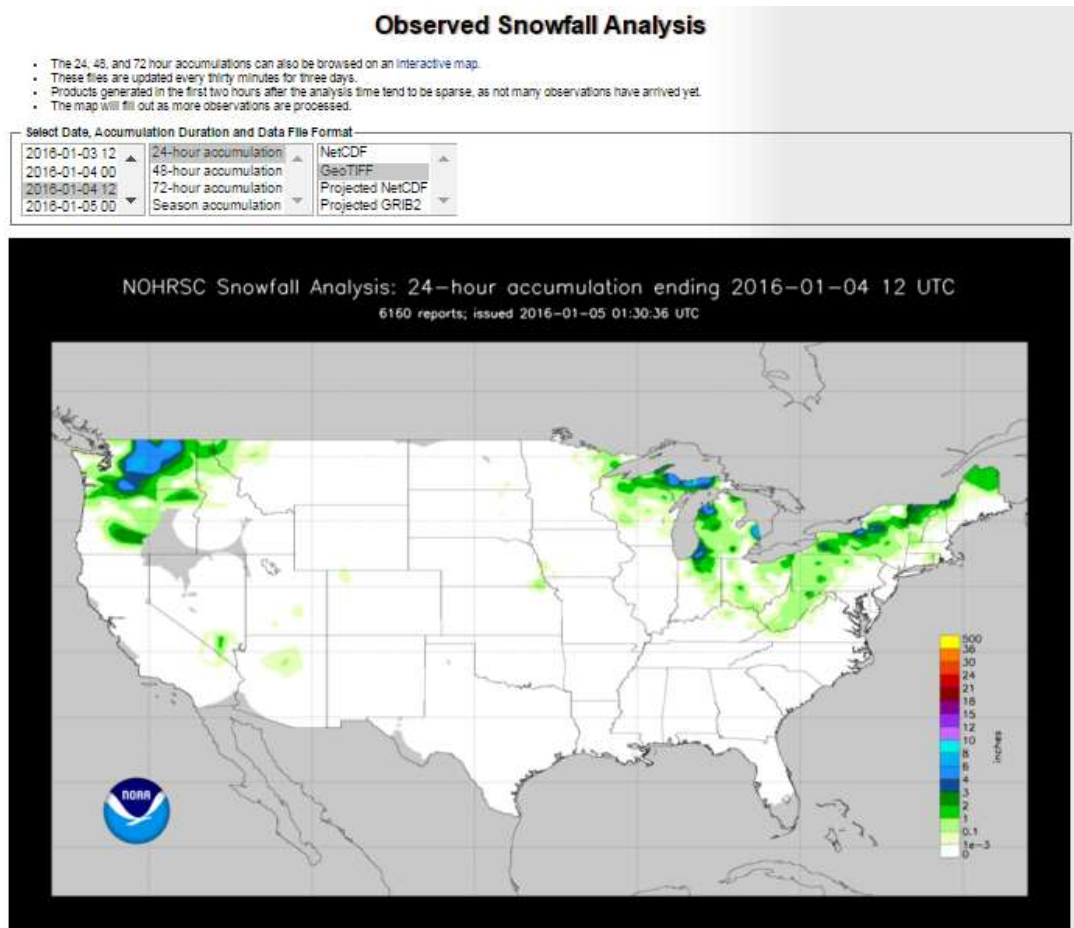 Observed Snowfall Analysis
The 24, 48, and 72 hour accumulations can also be browsed on an interactive map.
These files are updated every thirty minutes for three days.
Products generated in the first two hours after the analysis time tend to be sparse, as not many observations have arrived yet.
The map will fill out as more observations are processed.
Select Date, Accumulation Duration and Data File Format
2016-01-03 12
2016-01-04 00
2016-01-04 12
2016-01-05 00
24-hour accumulation
48-hour accumulation
72-hour accumulation
Season accumulation
NetCDF
GeoTIFF
Projected NetCDF
Projected GRIB2
NOHRSC Snowfall Analysis: 24-hour accumulation ending 2016-01-04 12 UTC
6160 reports; issued 2016-01-05 01:30:36 UTC
500
36
30
24
21
18
15
12
10
8
6
4
3
2
1
0.1
1e-3
0
inches
NOAA